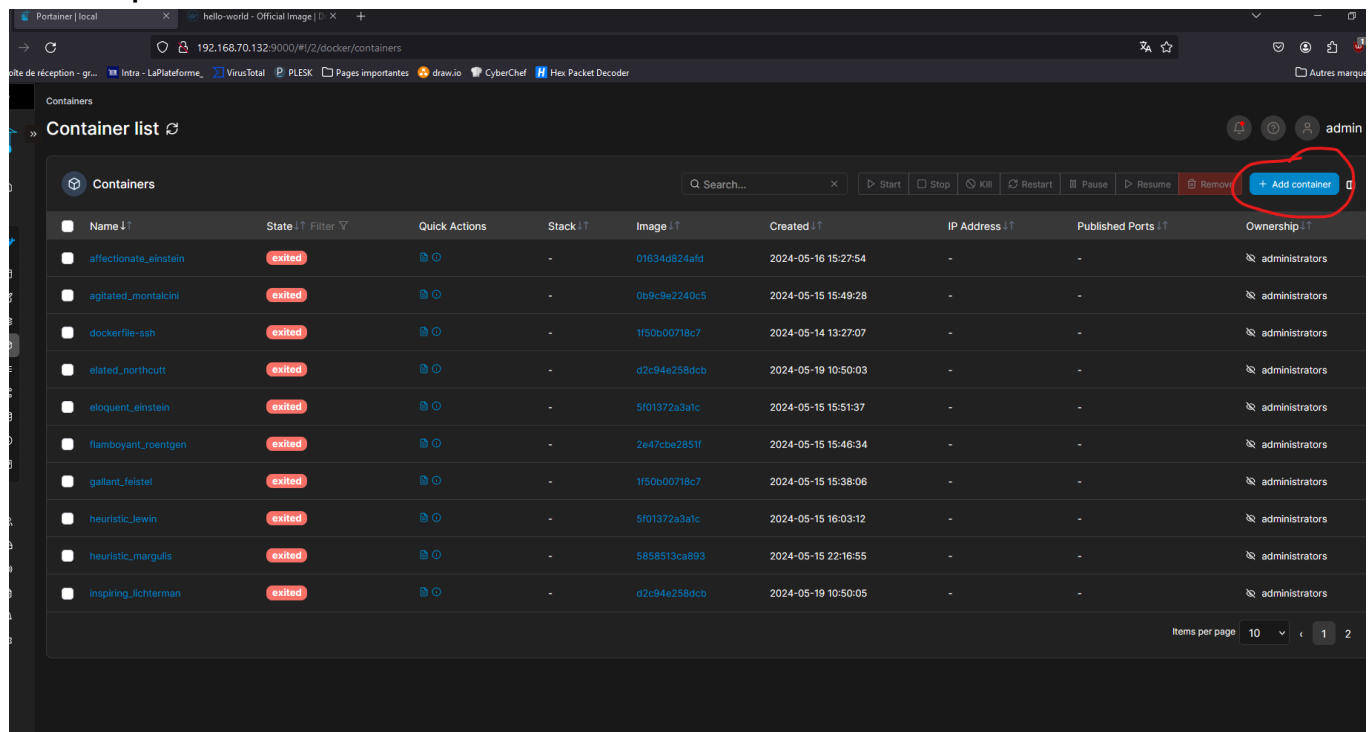 Portainer | local
hello-world - Official Image | D
192.168.70.132:9000/#!/2/docker/containers
oîte de réception - gr... Intra - LaPlateforme_ VirusTotal PLESK Pages importantes draw.io CyberChef Hex Packet Decoder Autres marque
Containers
Container list admin
Containers Search... Start Stop Kill Restart Pause Resume Remove + Add container
Name State Filter Quick Actions Stack Image Created IP Address Published Ports Ownership
affectionate_einstein exited - 01634d824afd 2024-05-16 15:27:54 - - administrators
agitated_montalcini exited - 0b9c9e2240c5 2024-05-15 15:49:28 - - administrators
dockerfile-ssh exited - 1f50b00718c7 2024-05-14 13:27:07 - - administrators
elated_northcutt exited - d2c94e258dcb 2024-05-19 10:50:03 - - administrators
eloquent_einstein exited - 5f01372a3a1c 2024-05-15 15:51:37 - - administrators
flamboyant_roentgen exited - 2e47cbe2851f 2024-05-15 15:46:34 - - administrators
gallant_feistel exited - 1f50b00718c7 2024-05-15 15:38:06 - - administrators
heuristic_lewin exited - 5f01372a3a1c 2024-05-15 16:03:12 - - administrators
heuristic_margulis exited - 5858513ca893 2024-05-15 22:16:55 - - administrators
inspiring_lichterman exited - d2c94e258dcb 2024-05-19 10:50:05 - - administrators
Items per page 10 1 2